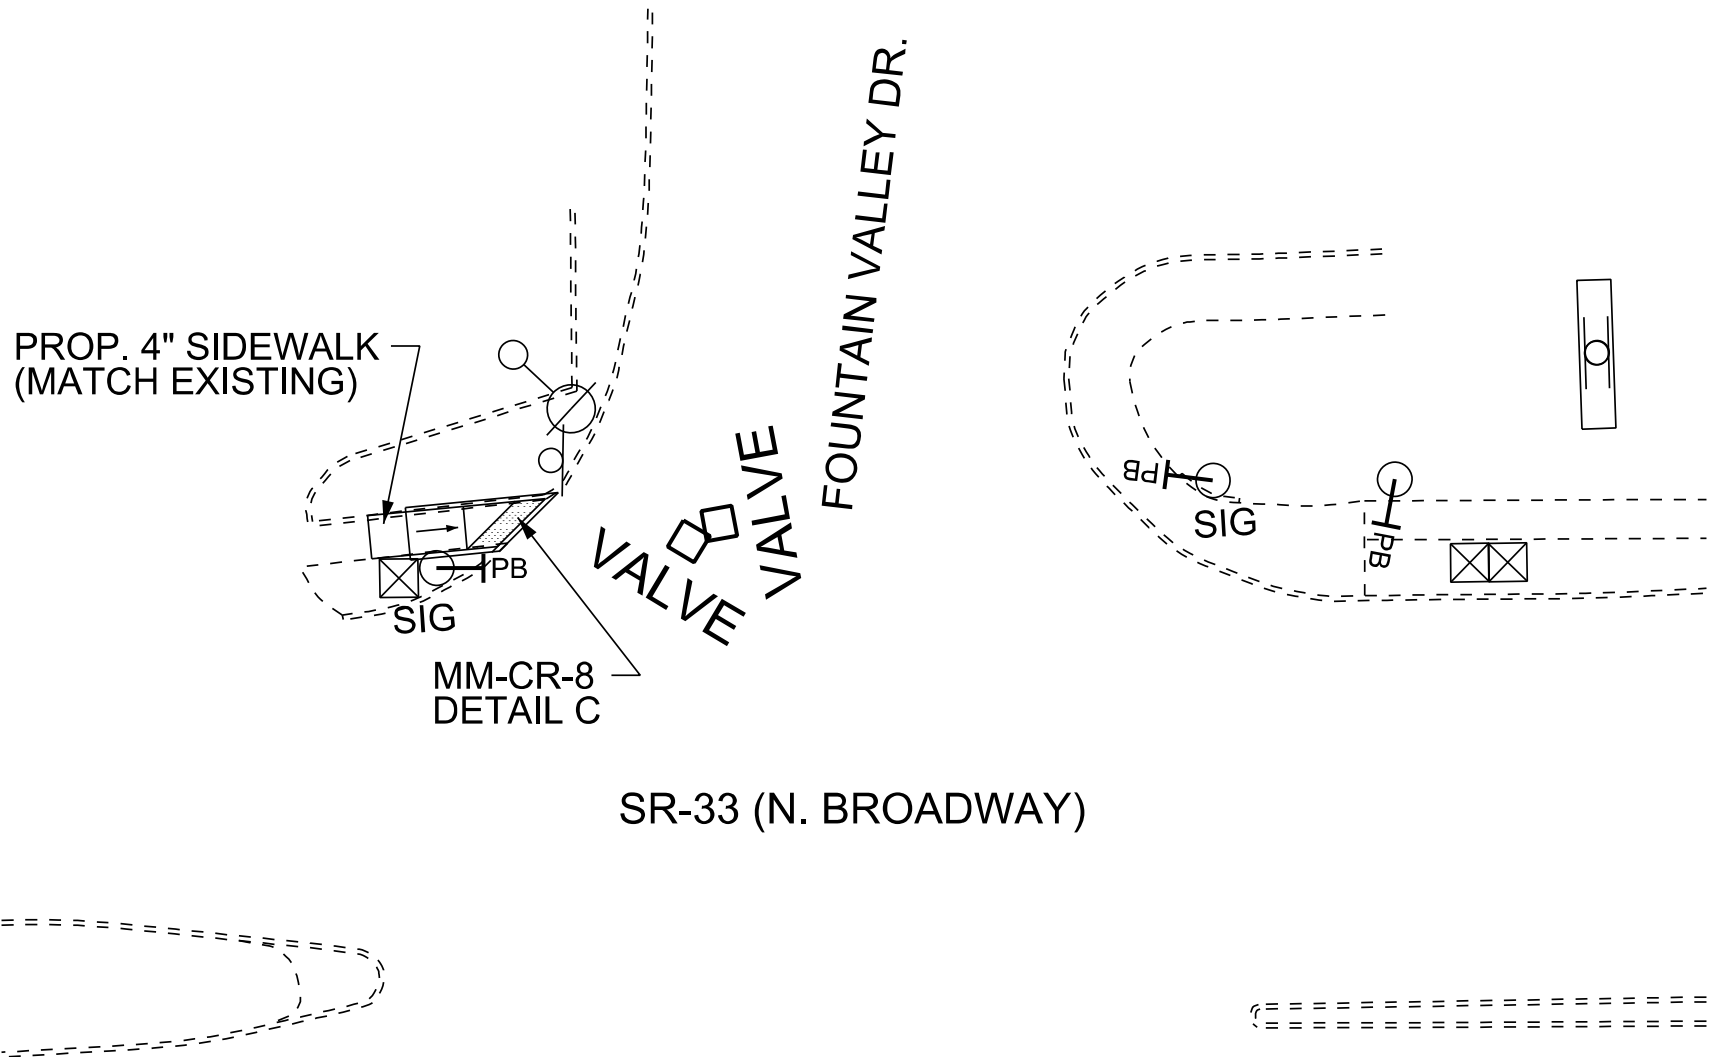 FOUNTAIN VALLEY DR.
PROP. 4" SIDEWALK
(MATCH EXISTING)
VALVE
VALVE
PB
SIG
PB
SIG
PB
MM-CR-8
DETAIL C
SR-33 (N. BROADWAY)